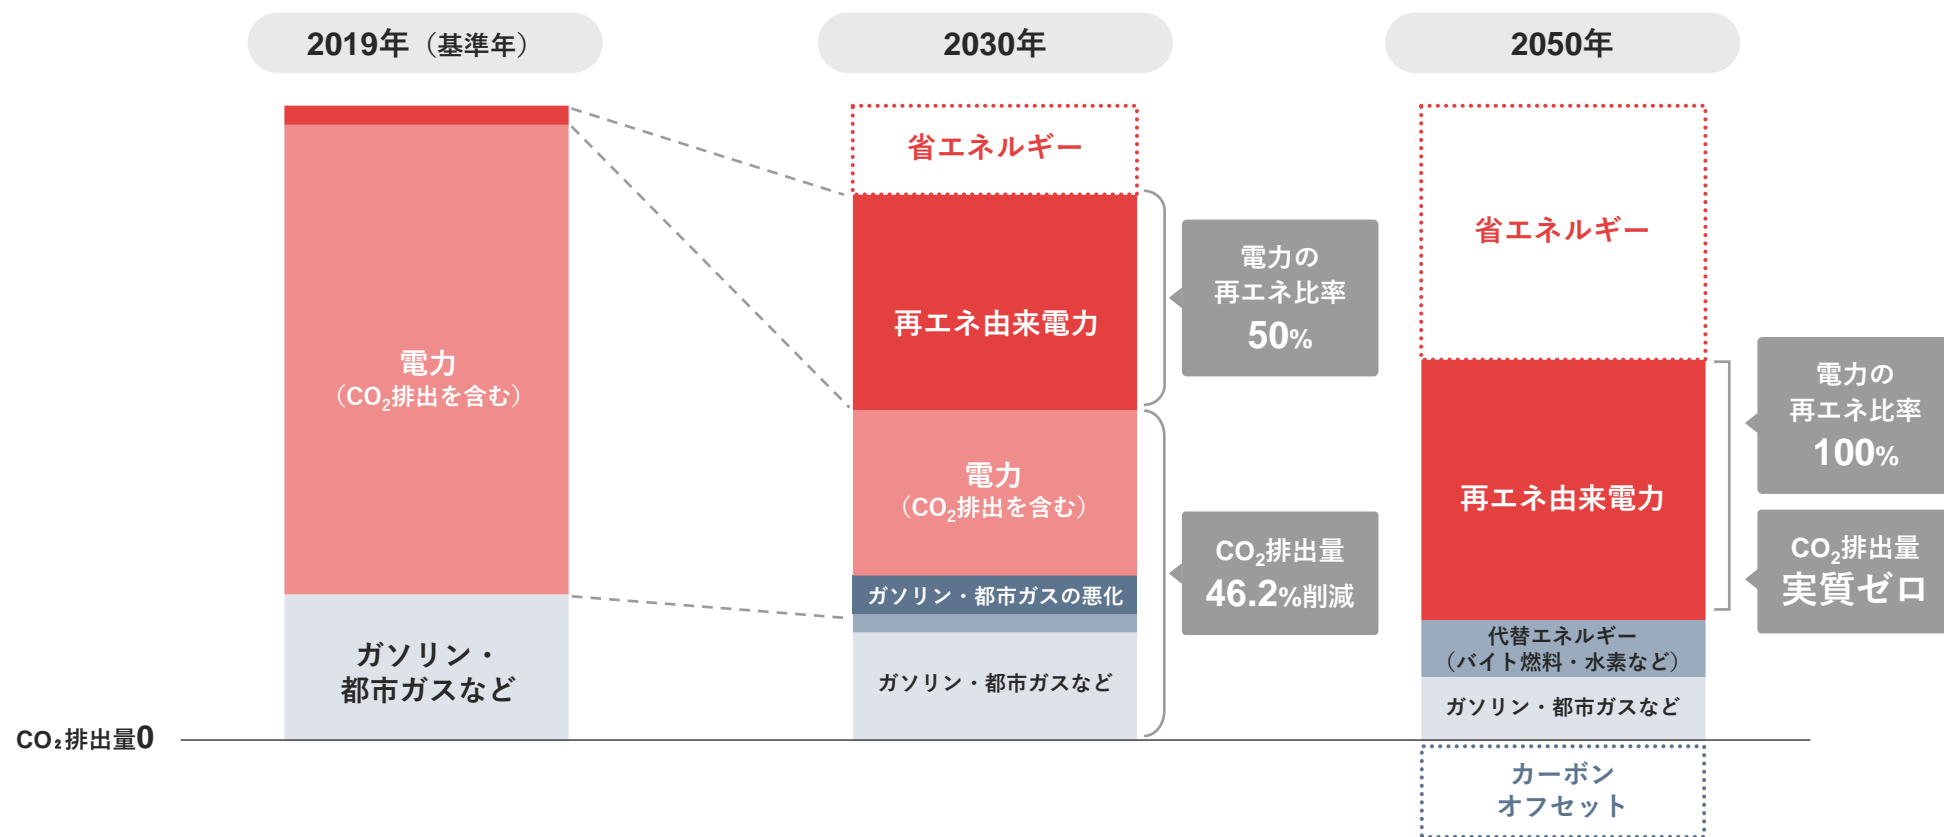 2019年（基準年）
2030年
2050年
電力
（CO₂排出を含む）
ガソリン・
都市ガスなど
省エネルギー
再エネ由来電力
電力
（CO₂排出を含む）
ガソリン・都市ガスの悪化
ガソリン・都市ガスなど
電力の
再エネ比率
50%
CO₂排出量
46.2%削減
省エネルギー
再エネ由来電力
代替エネルギー
（バイト燃料・水素など）
ガソリン・都市ガスなど
電力の
再エネ比率
100%
CO₂排出量
実質ゼロ
CO₂排出量0
カーボン
オフセット